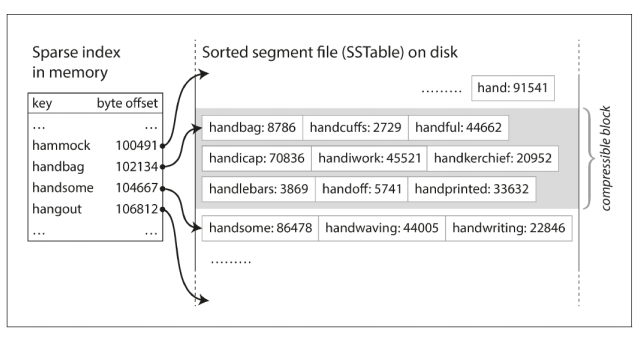 Sparse index
in memory
key byte offset
... ...
hammock 100491
handbag 102134
handsome 104667
hangout 106812
... ...
Sorted segment file (SSTable) on disk
......... hand: 91541
handbag: 8786 handcuffs: 2729 handful: 44662
handicap: 70836 handiwork: 45521 handkerchief: 20952
handlebars: 3869 handoff: 5741 handprinted: 33632
handsome: 86478 handwaving: 44005 handwriting: 22846
.........
compressible block